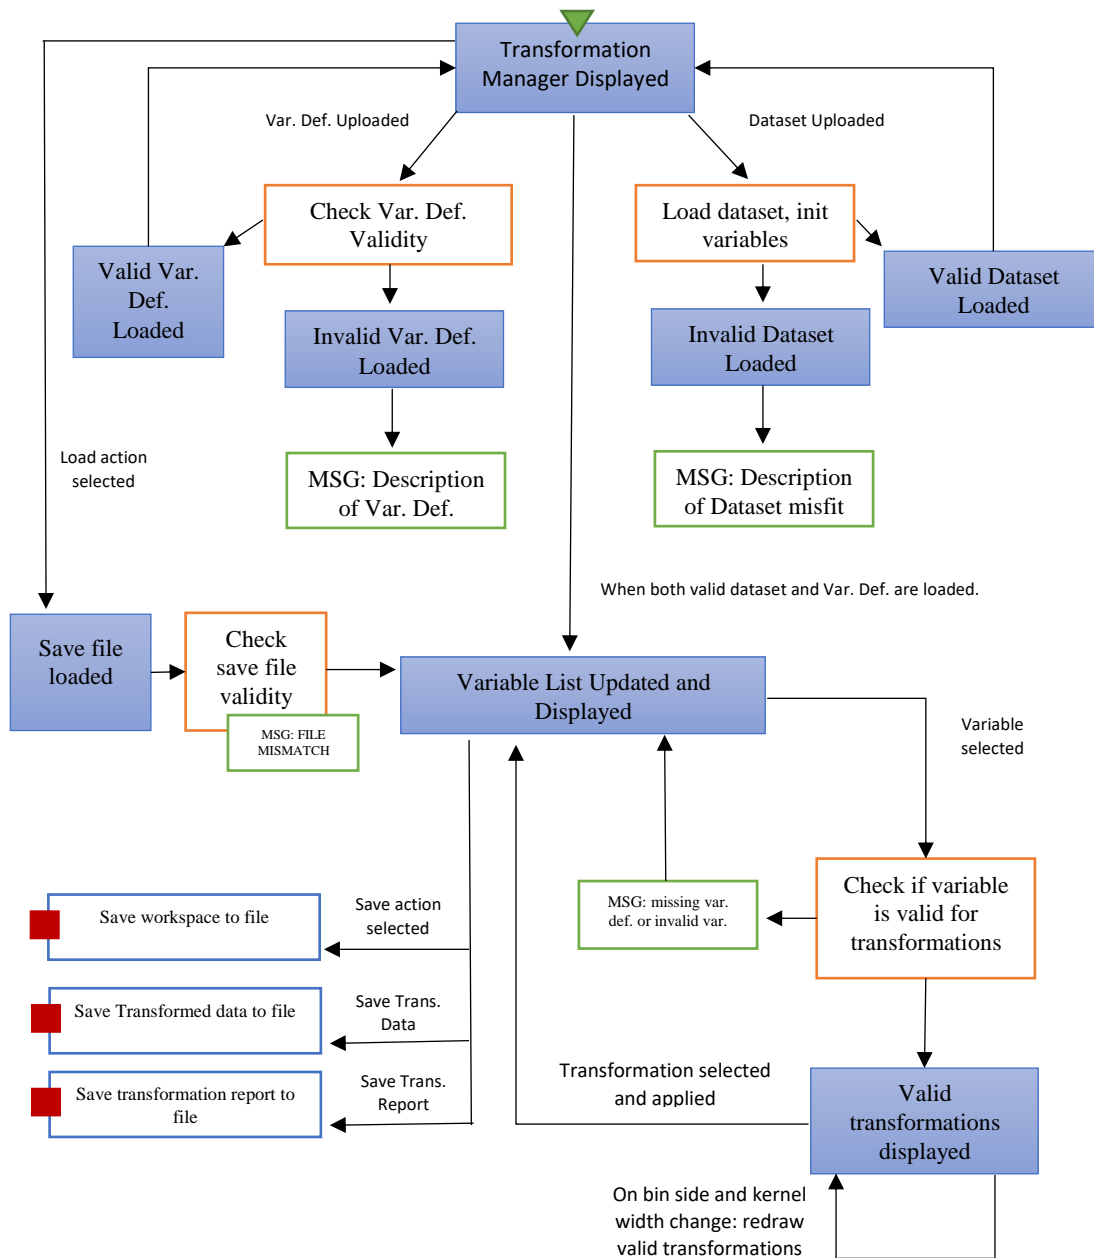 Transformation
Manager Displayed
Var. Def. Uploaded
Dataset Uploaded
Check Var. Def.
Validity
Load dataset, init
variables
Valid Var.
Def.
Loaded
Valid Dataset
Loaded
Invalid Var. Def.
Loaded
Invalid Dataset
Loaded
Load action
selected
MSG: Description
of Var. Def.
MSG: Description
of Dataset misfit
When both valid dataset and Var. Def. are loaded.
Save file
loaded
Check
save file
validity
MSG: FILE
MISMATCH
Variable List Updated and
Displayed
Variable
selected
Save workspace to file
Save action
selected
MSG: missing var.
def. or invalid var.
Check if variable
is valid for
transformations
Save Transformed data to file
Save Trans.
Data
Save transformation report to
file
Save Trans.
Report
Transformation selected
and applied
Valid
transformations
displayed
On bin side and kernel
width change: redraw
valid transformations